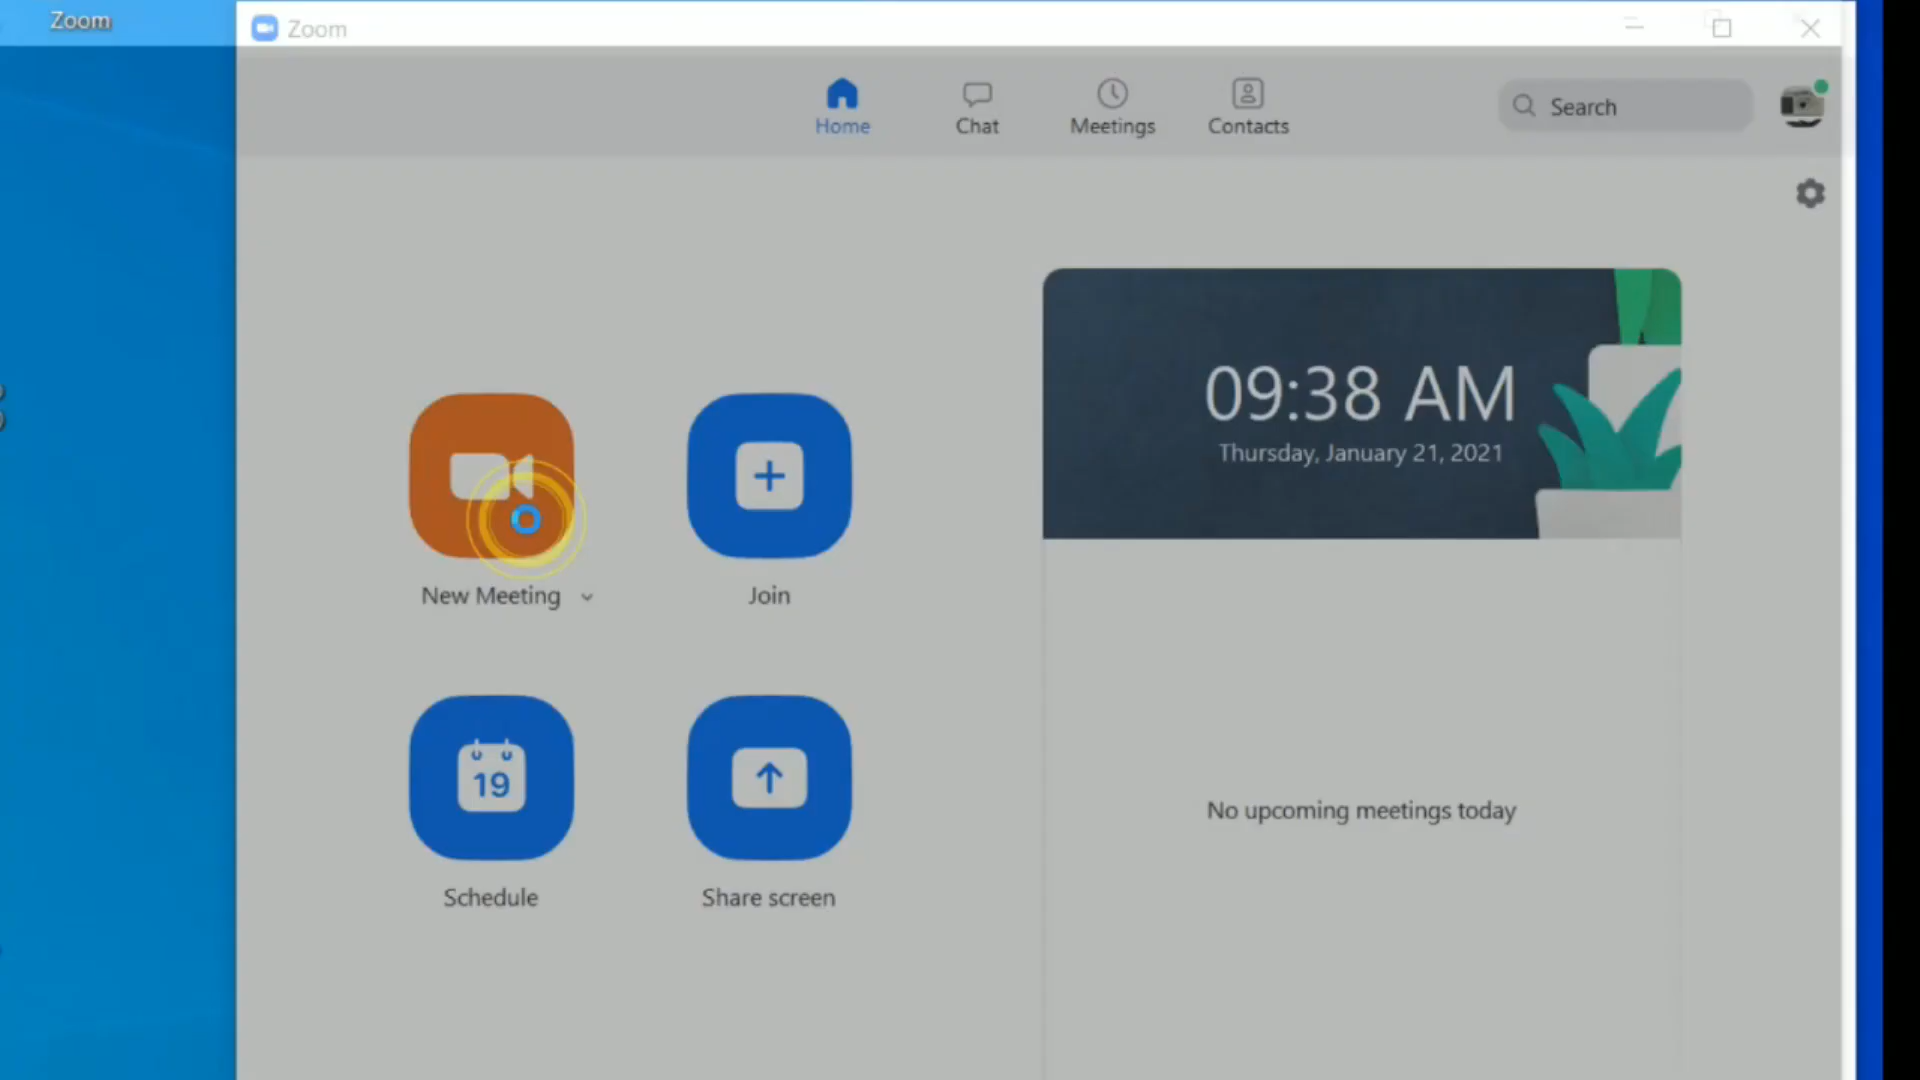 Zoom
Zoom
Home
Chat
Meetings
Contacts
Search
09:38 AM
Thursday, January 21, 2021
New Meeting
Join
19
Schedule
Share screen
No upcoming meetings today